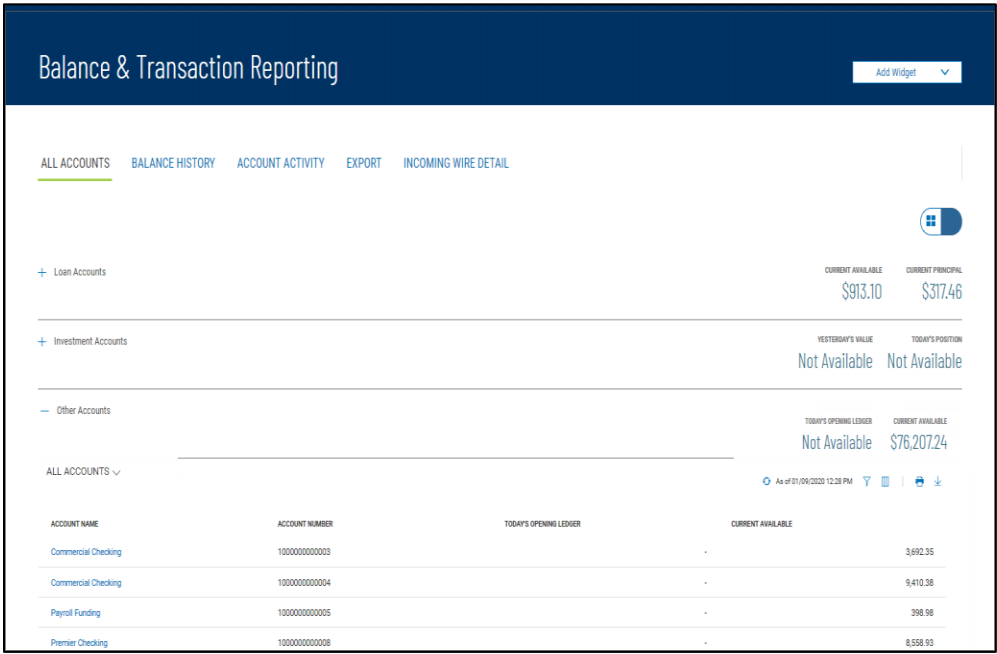 Balance & Transaction Reporting
Add Widget
ALL ACCOUNTS BALANCE HISTORY ACCOUNT ACTIVITY EXPORT INCOMING WIRE DETAIL
Loan Accounts
CURRENT AVAILABLE CURRENT PRINCIPAL
$913.10 $317.46
Investment Accounts
YESTERDAY'S VALUE TODAY'S POSITION
Not Available Not Available
Other Accounts
TODAY'S OPENING LEDGER CURRENT AVAILABLE
Not Available $76,207.24
ALL ACCOUNTS
As of 01/09/2020 12:28 PM
ACCOUNT NAME ACCOUNT NUMBER TODAY'S OPENING LEDGER CURRENT AVAILABLE
Commercial Checking 1000000000003 - 3,692.35
Commercial Checking 1000000000004 - 9,410.38
Payroll Funding 1000000000005 - 398.98
Premier Checking 1000000000008 - 8,558.93